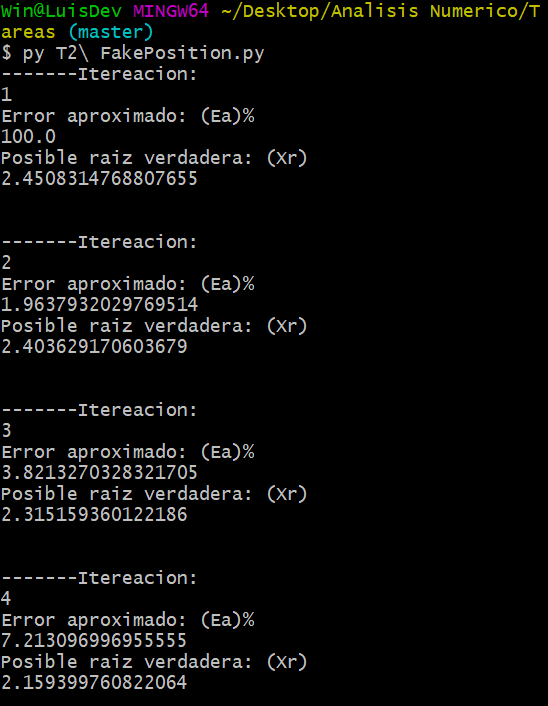 Win@LuisDev MINGW64 ~/Desktop/Analisis Numerico/T
areas (master)
$ py T2\ FakePosition.py
-------Itereacion:
1
Error aproximado: (Ea)%
100.0
Posible raiz verdadera: (Xr)
2.4508314768807655
-------Itereacion:
2
Error aproximado: (Ea)%
1.9637932029769514
Posible raiz verdadera: (Xr)
2.403629170603679
-------Itereacion:
3
Error aproximado: (Ea)%
3.8213270328321705
Posible raiz verdadera: (Xr)
2.315159360122186
-------Itereacion:
4
Error aproximado: (Ea)%
7.213096996955555
Posible raiz verdadera: (Xr)
2.159399760822064